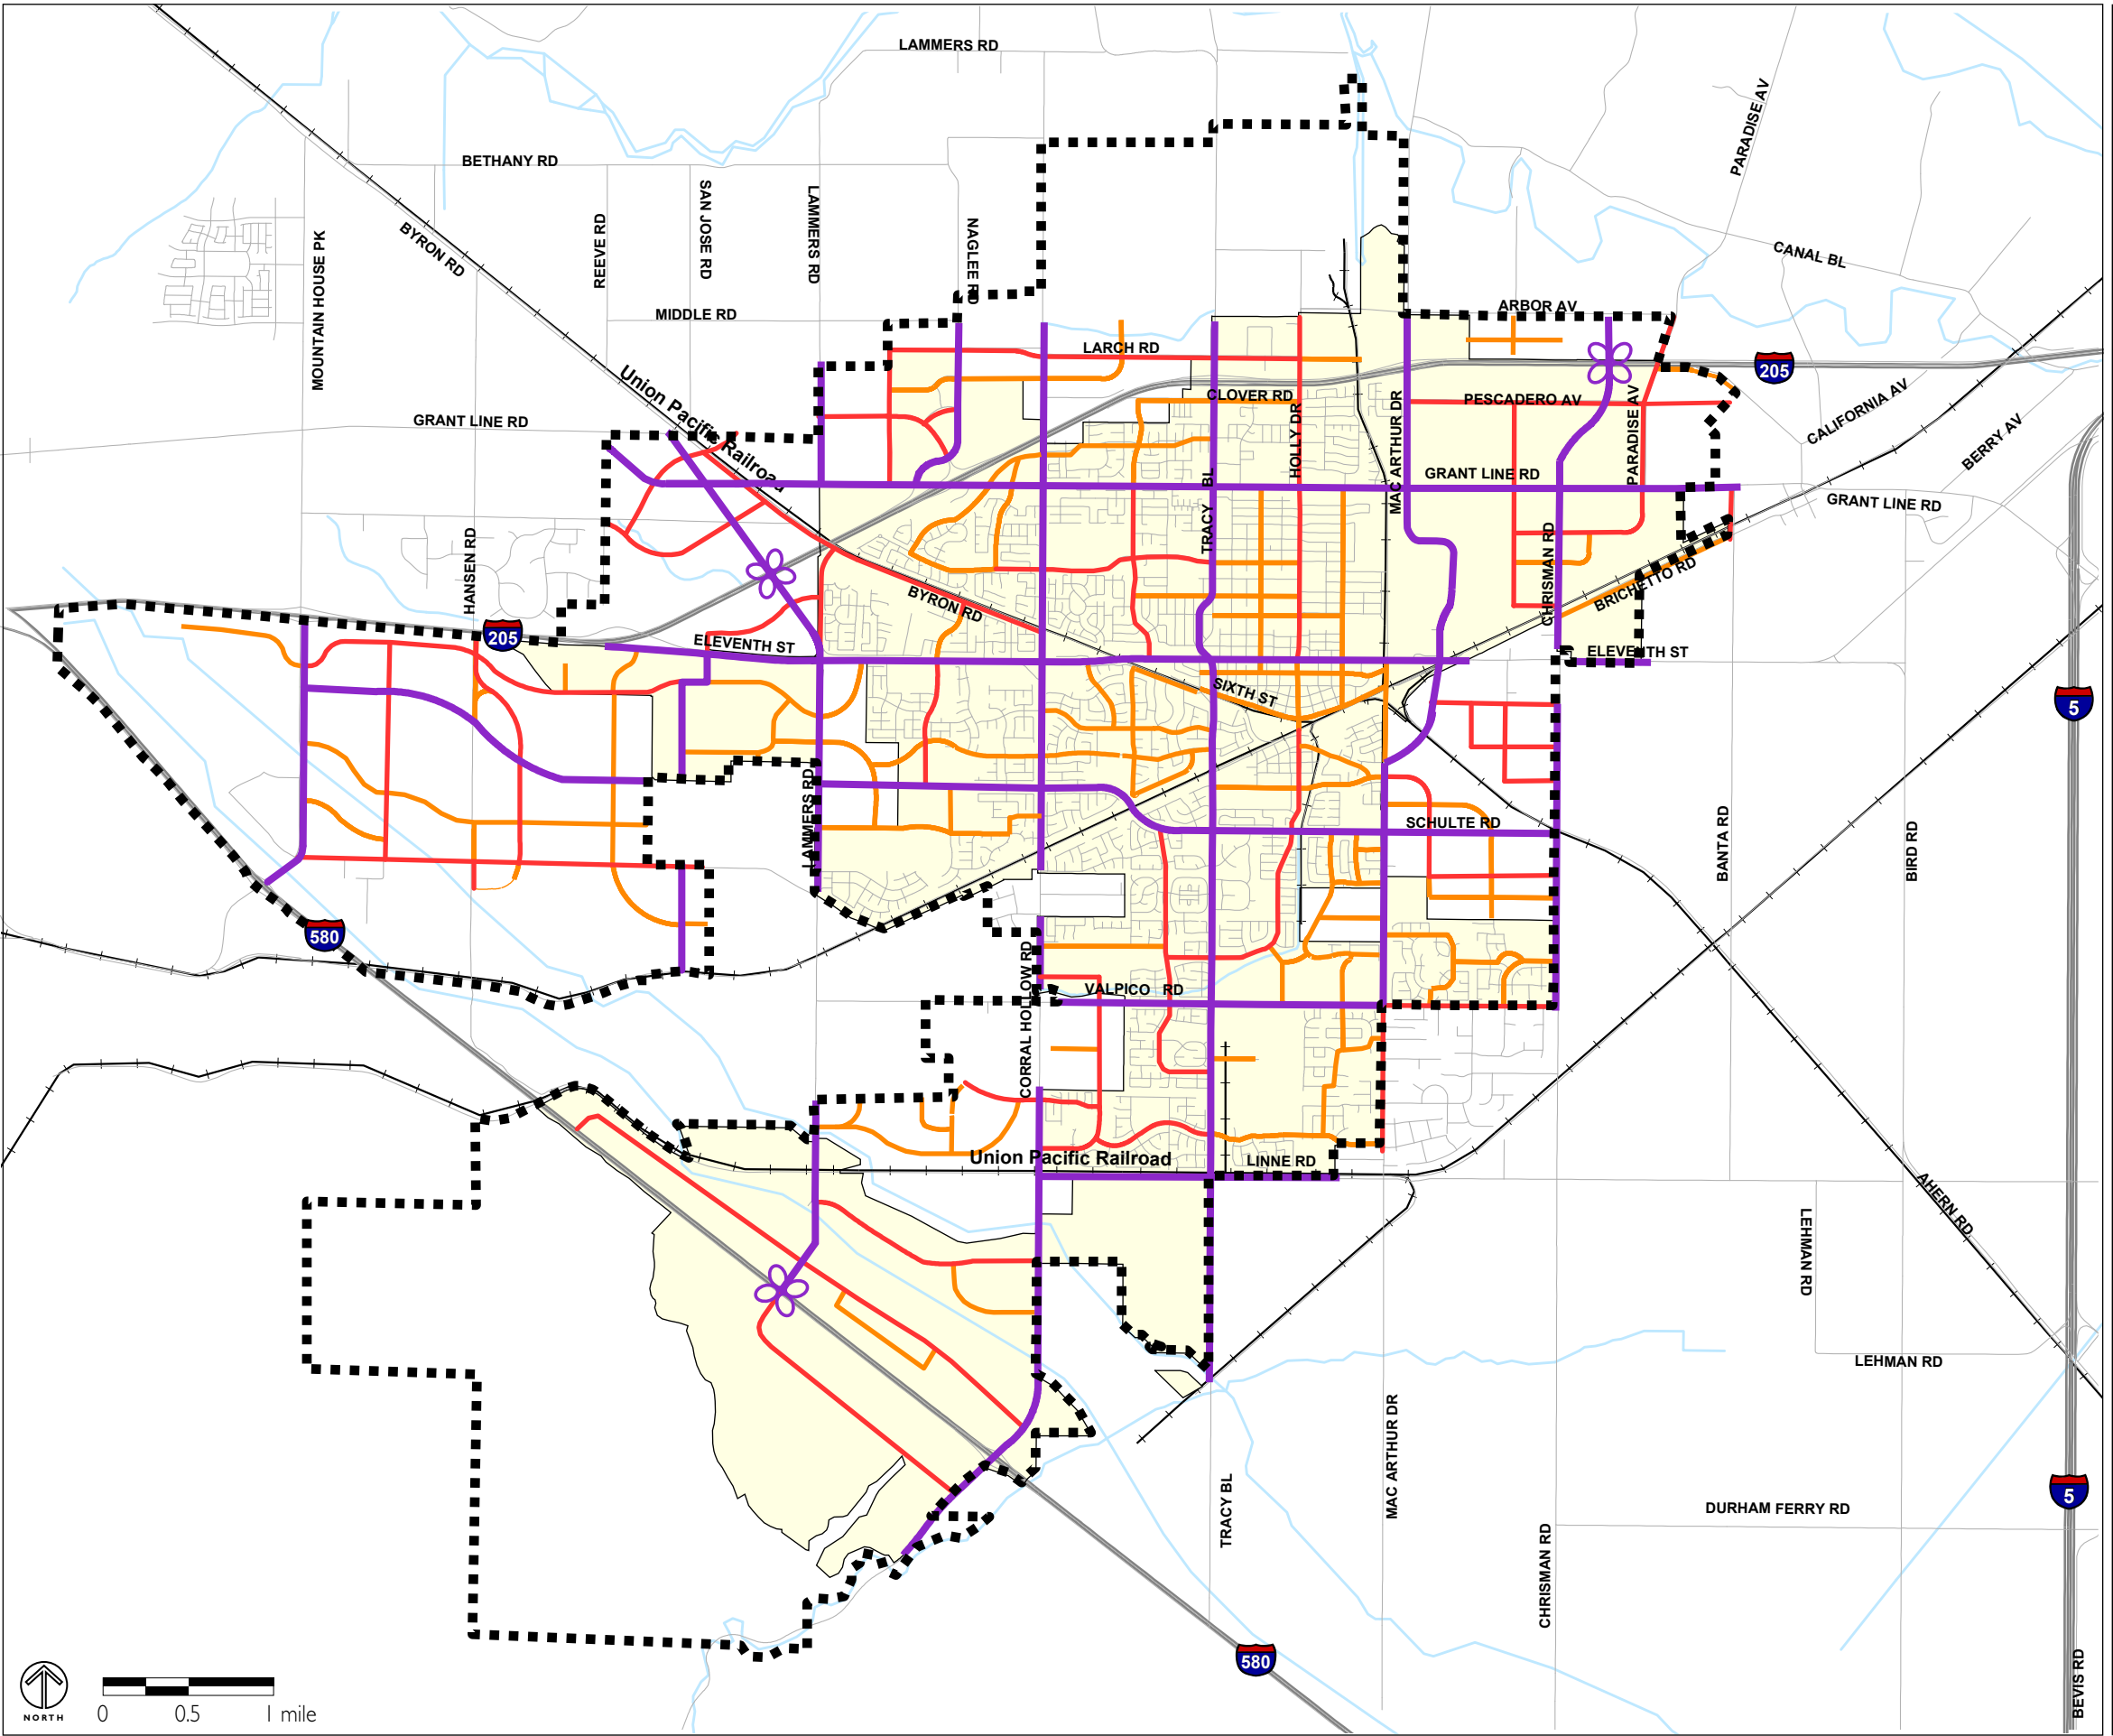 LAMMERS RD
PARADISE AV
BETHANY RD
SAN JOSE RD
LAMMERS RD
REEVE RD
NAGLEE RD
MOUNTAIN HOUSE PK
BYRON RD
CANAL BL
MIDDLE RD
ARBOR AV
LARCH RD
205
Union Pacific Railroad
CLOVER RD
PESCADERO AV
PARADISE AV
CALIFORNIA AV
HOLLY DR
MAC ARTHUR DR
GRANT LINE RD
BERRY AV
GRANT LINE RD
TRACY BL
GRANT LINE RD
HANSEN RD
CHRISMAN RD
BRICHETTO RD
BYRON RD
205
ELEVENTH ST
ELEVENTH ST
SIXTH ST
5
LAMMERS RD
SCHULTE RD
BANTA RD
BIRD RD
580
CORRAL HOLLOW RD
VALPICO RD
Union Pacific Railroad
LINNE RD
AHERN RD
LEHMAN RD
LEHMAN RD
MAC ARTHUR DR
TRACY BL
5
DURHAM FERRY RD
CHRISMAN RD
580
BEVIS RD
NORTH
0 0.5 1 mile